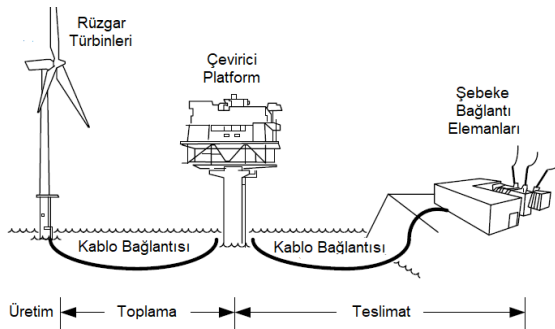 Rüzgar
Türbinleri
Çevirici
Platform
Şebeke
Bağlantı
Elemanları
Kablo Bağlantısı
Kablo Bağlantısı
Üretim
Toplama
Teslimat